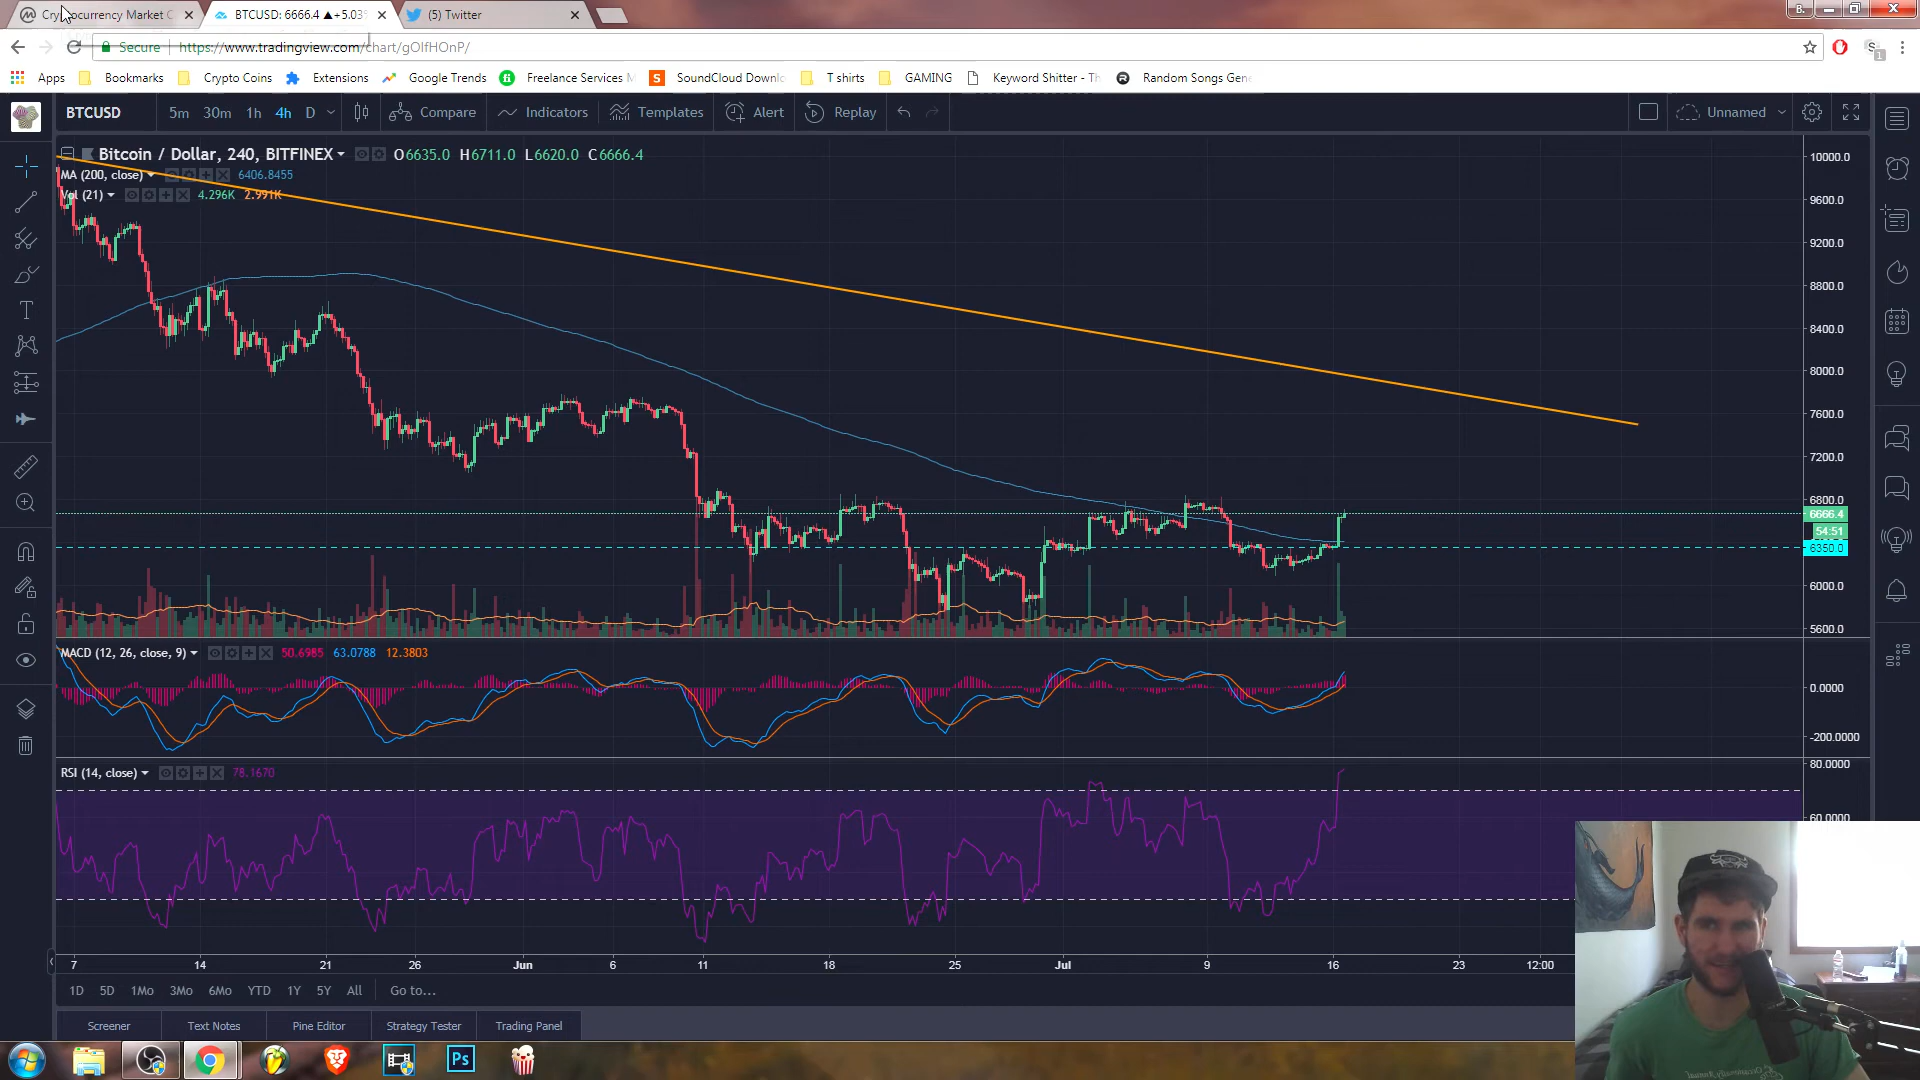 Cryptocurrency Market C
BTCUSD: 6666.4 ▲+5.03%
(5) Twitter
B.
Secure
https://www.tradingview.com/chart/gOIfHOnP/
Apps
Bookmarks
Crypto Coins
Extensions
Google Trends
Freelance Services M
SoundCloud Downlo
T shirts
GAMING
Keyword Shitter - Th
Random Songs Gene
BTCUSD
5m
30m
1h
4h
D
Compare
Indicators
Templates
Alert
Replay
Unnamed
Bitcoin / Dollar, 240, BITFINEX
O6635.0 H6711.0 L6620.0 C6666.4
MA (200, close)
6406.8455
Vol (21)
4.296K 2.991K
10000.0
9600.0
9200.0
8800.0
8400.0
8000.0
7600.0
7200.0
6800.0
6666.4
54:51
6350.0
6000.0
5600.0
MACD (12, 26, close, 9)
50.6985 63.0788 12.3803
0.0000
-200.0000
RSI (14, close)
78.1670
80.0000
60.0000
7
14
21
26
Jun
6
11
18
25
Jul
9
16
23
12:00
1D
5D
1Mo
3Mo
6Mo
YTD
1Y
5Y
All
Go to...
Screener
Text Notes
Pine Editor
Strategy Tester
Trading Panel
Ps